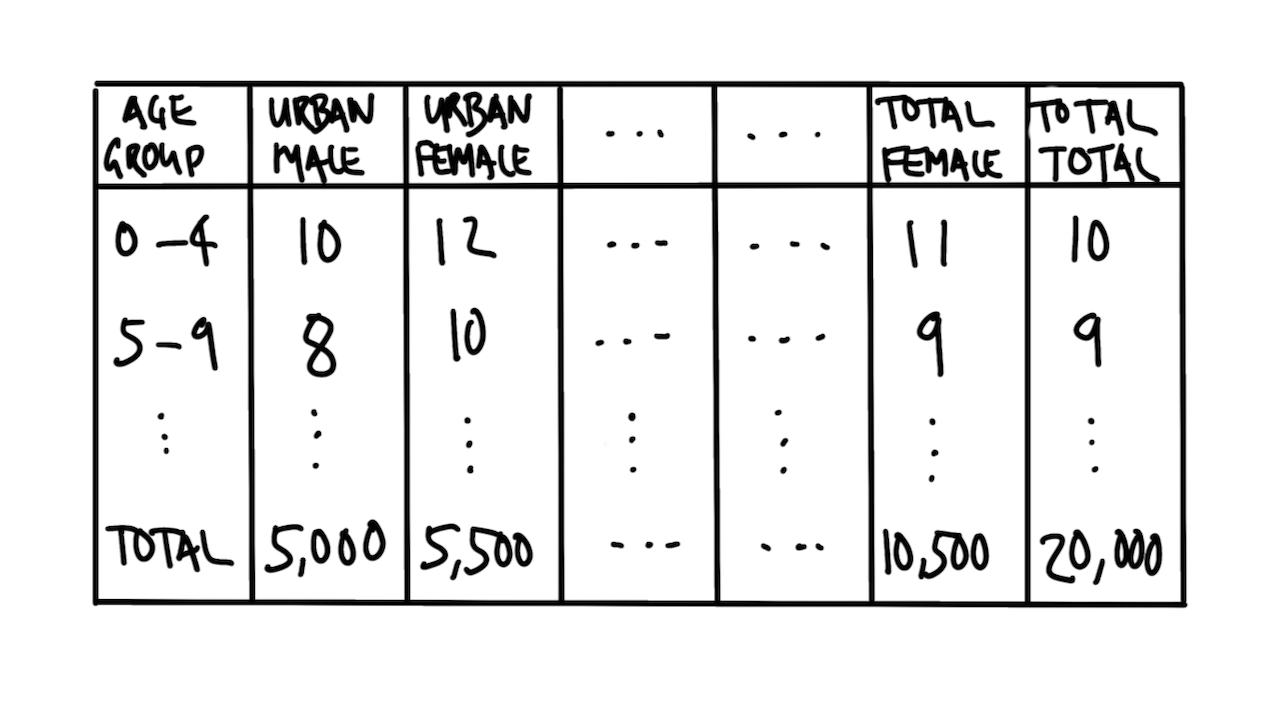 AGE GROUP URBAN MALE URBAN FEMALE ... ... TOTAL FEMALE TOTAL TOTAL
0-4 10 12 ... ... 11 10
5-9 8 10 ... ... 9 9
⋮ ⋮ ⋮ ⋮ ⋮ ⋮ ⋮
TOTAL 5,000 5,500 ... ... 10,500 20,000